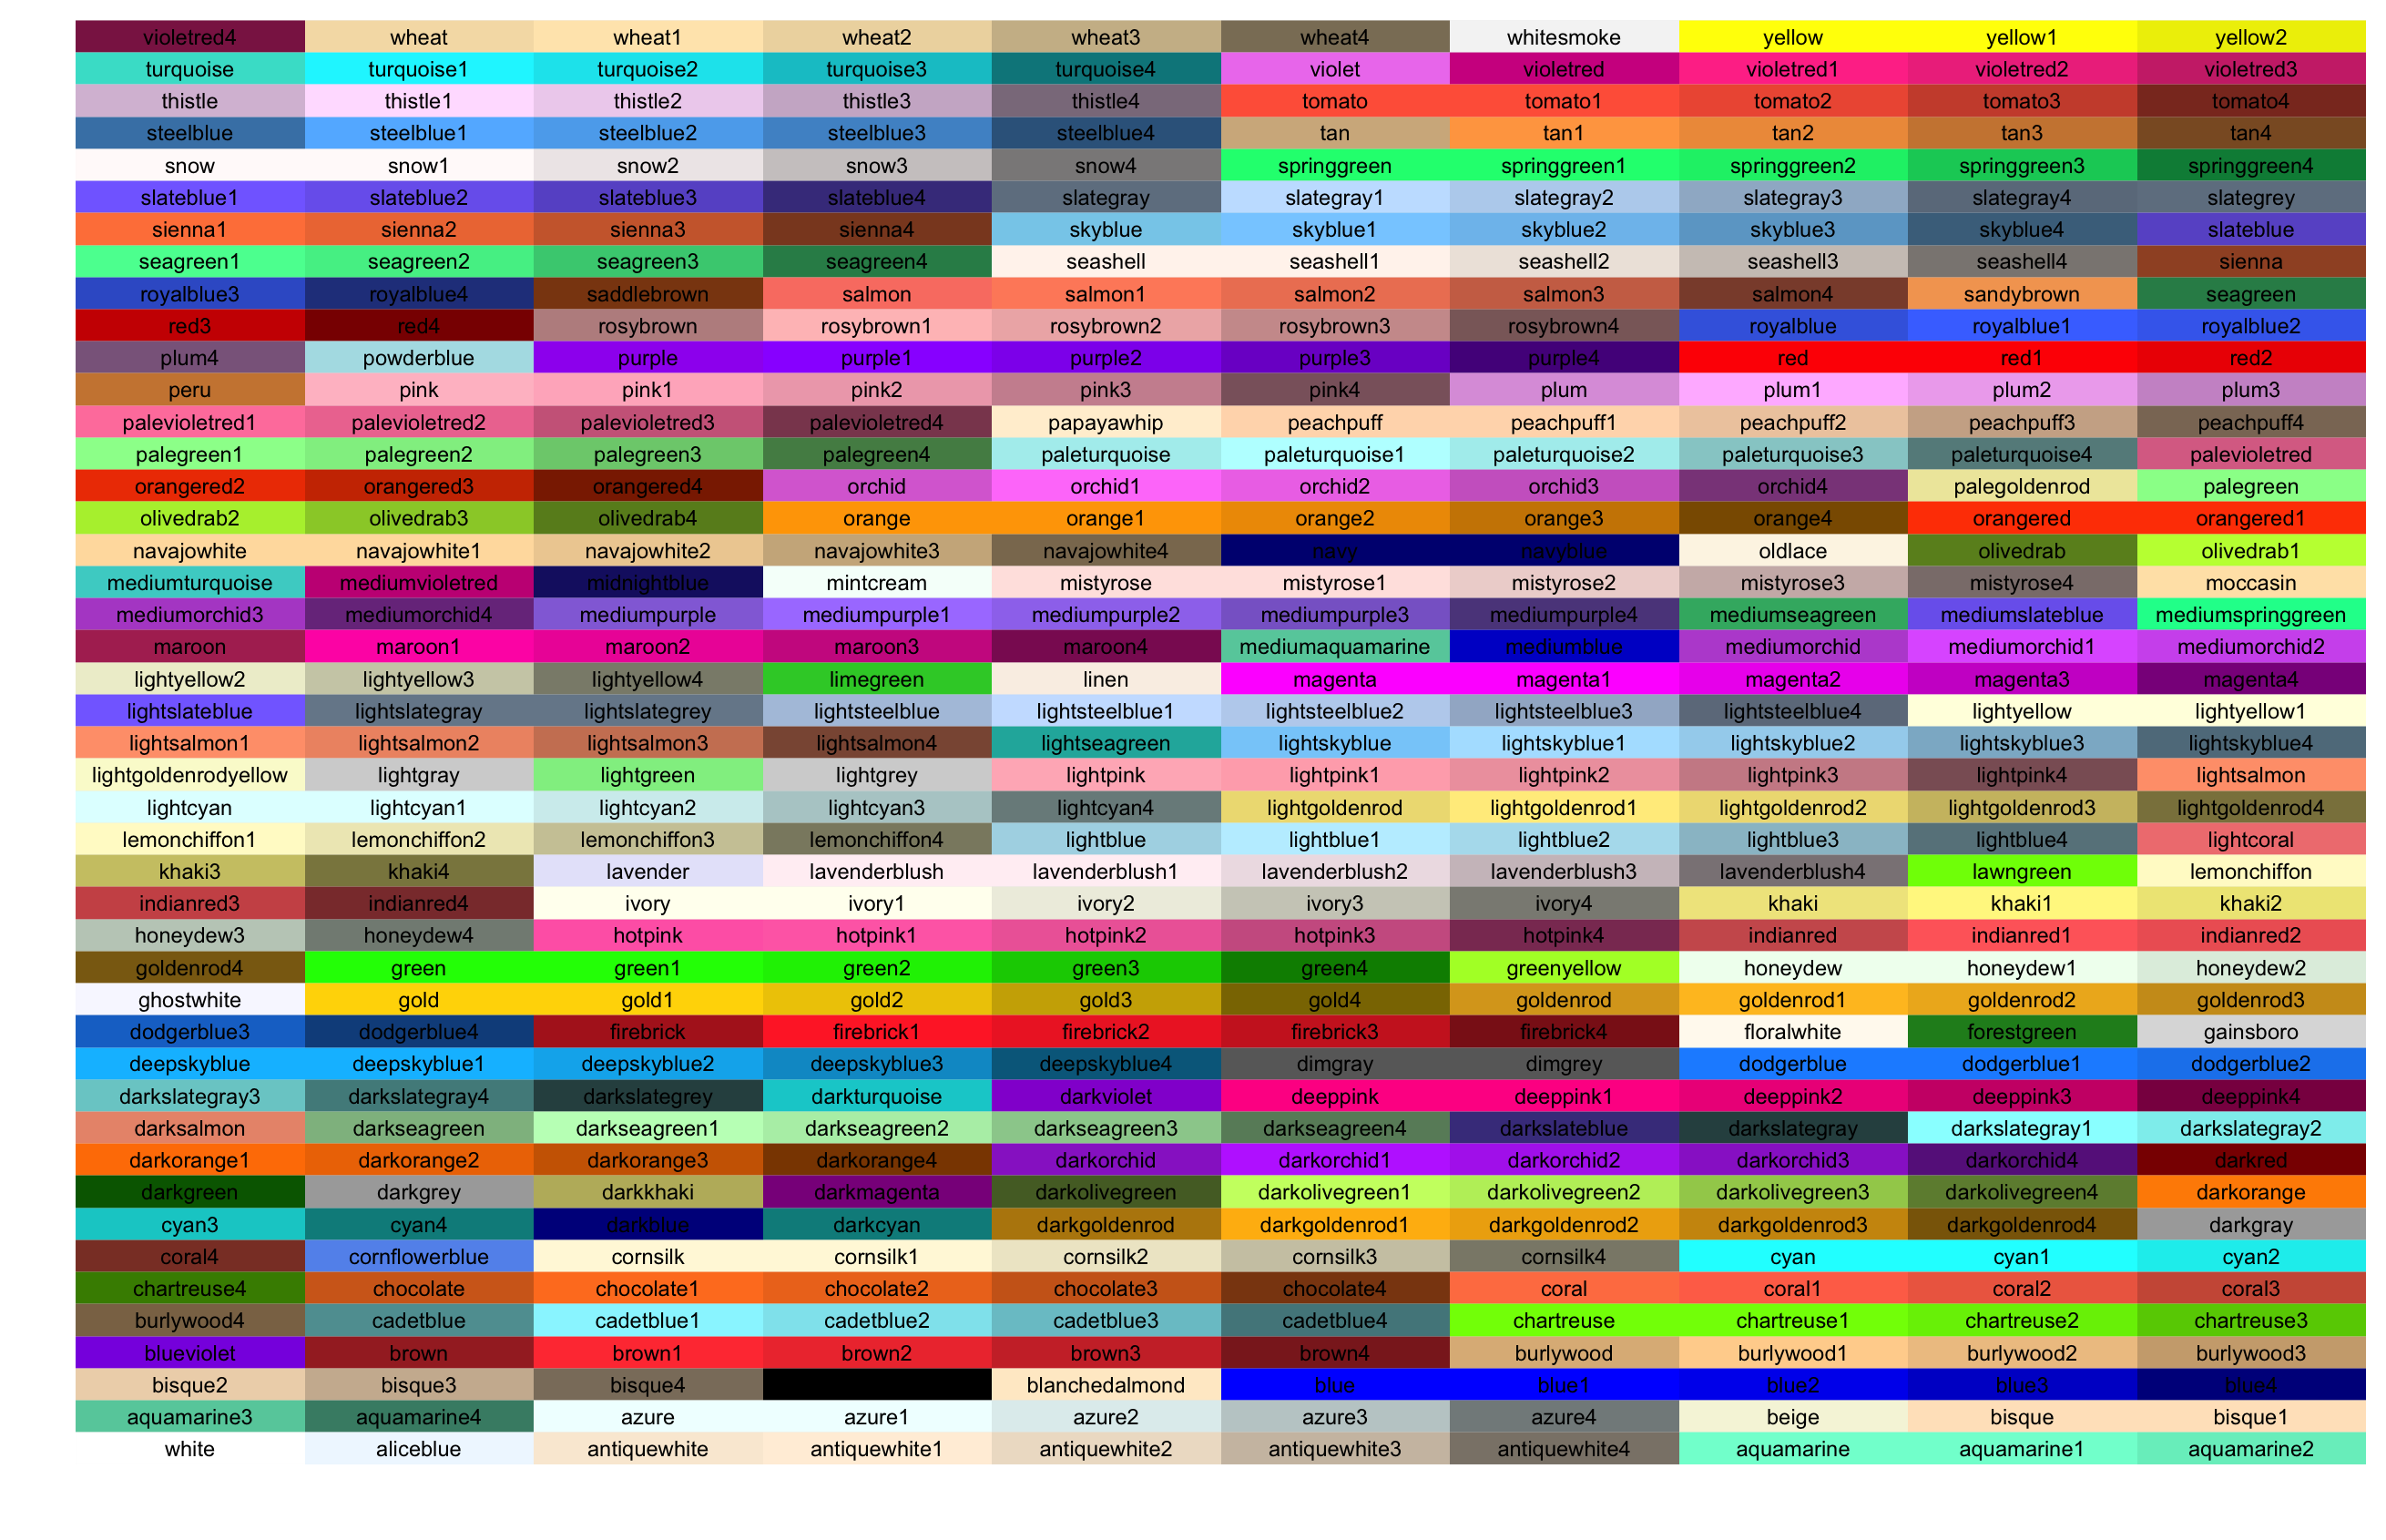 violetred4 wheat wheat1 wheat2 wheat3 wheat4 whitesmoke yellow yellow1 yellow2
turquoise turquoise1 turquoise2 turquoise3 turquoise4 violet violetred violetred1 violetred2 violetred3
thistle thistle1 thistle2 thistle3 thistle4 tomato tomato1 tomato2 tomato3 tomato4
steelblue steelblue1 steelblue2 steelblue3 steelblue4 tan tan1 tan2 tan3 tan4
snow snow1 snow2 snow3 snow4 springgreen springgreen1 springgreen2 springgreen3 springgreen4
slateblue1 slateblue2 slateblue3 slateblue4 slategray slategray1 slategray2 slategray3 slategray4 slategrey
sienna1 sienna2 sienna3 sienna4 skyblue skyblue1 skyblue2 skyblue3 skyblue4 slateblue
seagreen1 seagreen2 seagreen3 seagreen4 seashell seashell1 seashell2 seashell3 seashell4 sienna
royalblue3 royalblue4 saddlebrown salmon salmon1 salmon2 salmon3 salmon4 sandybrown seagreen
red3 red4 rosybrown rosybrown1 rosybrown2 rosybrown3 rosybrown4 royalblue royalblue1 royalblue2
plum4 powderblue purple purple1 purple2 purple3 purple4 red red1 red2
peru pink pink1 pink2 pink3 pink4 plum plum1 plum2 plum3
palevioletred1 palevioletred2 palevioletred3 palevioletred4 papayawhip peachpuff peachpuff1 peachpuff2 peachpuff3 peachpuff4
palegreen1 palegreen2 palegreen3 palegreen4 paleturquoise paleturquoise1 paleturquoise2 paleturquoise3 paleturquoise4 palevioletred
orangered2 orangered3 orangered4 orchid orchid1 orchid2 orchid3 orchid4 palegoldenrod palegreen
olivedrab2 olivedrab3 olivedrab4 orange orange1 orange2 orange3 orange4 orangered orangered1
navajowhite navajowhite1 navajowhite2 navajowhite3 navajowhite4 navy navyblue oldlace olivedrab olivedrab1
mediumturquoise mediumvioletred midnightblue mintcream mistyrose mistyrose1 mistyrose2 mistyrose3 mistyrose4 moccasin
mediumorchid3 mediumorchid4 mediumpurple mediumpurple1 mediumpurple2 mediumpurple3 mediumpurple4 mediumseagreen mediumslateblue mediumspringgreen
maroon maroon1 maroon2 maroon3 maroon4 mediumaquamarine mediumblue mediumorchid mediumorchid1 mediumorchid2
lightyellow2 lightyellow3 lightyellow4 limegreen linen magenta magenta1 magenta2 magenta3 magenta4
lightslateblue lightslategray lightslategrey lightsteelblue lightsteelblue1 lightsteelblue2 lightsteelblue3 lightsteelblue4 lightyellow lightyellow1
lightsalmon1 lightsalmon2 lightsalmon3 lightsalmon4 lightseagreen lightskyblue lightskyblue1 lightskyblue2 lightskyblue3 lightskyblue4
lightgoldenrodyellow lightgray lightgreen lightgrey lightpink lightpink1 lightpink2 lightpink3 lightpink4 lightsalmon
lightcyan lightcyan1 lightcyan2 lightcyan3 lightcyan4 lightgoldenrod lightgoldenrod1 lightgoldenrod2 lightgoldenrod3 lightgoldenrod4
lemonchiffon1 lemonchiffon2 lemonchiffon3 lemonchiffon4 lightblue lightblue1 lightblue2 lightblue3 lightblue4 lightcoral
khaki3 khaki4 lavender lavenderblush lavenderblush1 lavenderblush2 lavenderblush3 lavenderblush4 lawngreen lemonchiffon
indianred3 indianred4 ivory ivory1 ivory2 ivory3 ivory4 khaki khaki1 khaki2
honeydew3 honeydew4 hotpink hotpink1 hotpink2 hotpink3 hotpink4 indianred indianred1 indianred2
goldenrod4 green green1 green2 green3 green4 greenyellow honeydew honeydew1 honeydew2
ghostwhite gold gold1 gold2 gold3 gold4 goldenrod goldenrod1 goldenrod2 goldenrod3
dodgerblue3 dodgerblue4 firebrick firebrick1 firebrick2 firebrick3 firebrick4 floralwhite forestgreen gainsboro
deepskyblue deepskyblue1 deepskyblue2 deepskyblue3 deepskyblue4 dimgray dimgrey dodgerblue dodgerblue1 dodgerblue2
darkslategray3 darkslategray4 darkslategrey darkturquoise darkviolet deeppink deeppink1 deeppink2 deeppink3 deeppink4
darksalmon darkseagreen darkseagreen1 darkseagreen2 darkseagreen3 darkseagreen4 darkslateblue darkslategray darkslategray1 darkslategray2
darkorange1 darkorange2 darkorange3 darkorange4 darkorchid darkorchid1 darkorchid2 darkorchid3 darkorchid4 darkred
darkgreen darkgrey darkkhaki darkmagenta darkolivegreen darkolivegreen1 darkolivegreen2 darkolivegreen3 darkolivegreen4 darkorange
cyan3 cyan4 darkblue darkcyan darkgoldenrod darkgoldenrod1 darkgoldenrod2 darkgoldenrod3 darkgoldenrod4 darkgray
coral4 cornflowerblue cornsilk cornsilk1 cornsilk2 cornsilk3 cornsilk4 cyan cyan1 cyan2
chartreuse4 chocolate chocolate1 chocolate2 chocolate3 chocolate4 coral coral1 coral2 coral3
burlywood4 cadetblue cadetblue1 cadetblue2 cadetblue3 cadetblue4 chartreuse chartreuse1 chartreuse2 chartreuse3
blueviolet brown brown1 brown2 brown3 brown4 burlywood burlywood1 burlywood2 burlywood3
bisque2 bisque3 bisque4 blanchedalmond blue blue1 blue2 blue3 blue4
aquamarine3 aquamarine4 azure azure1 azure2 azure3 azure4 beige bisque bisque1
white aliceblue antiquewhite antiquewhite1 antiquewhite2 antiquewhite3 antiquewhite4 aquamarine aquamarine1 aquamarine2